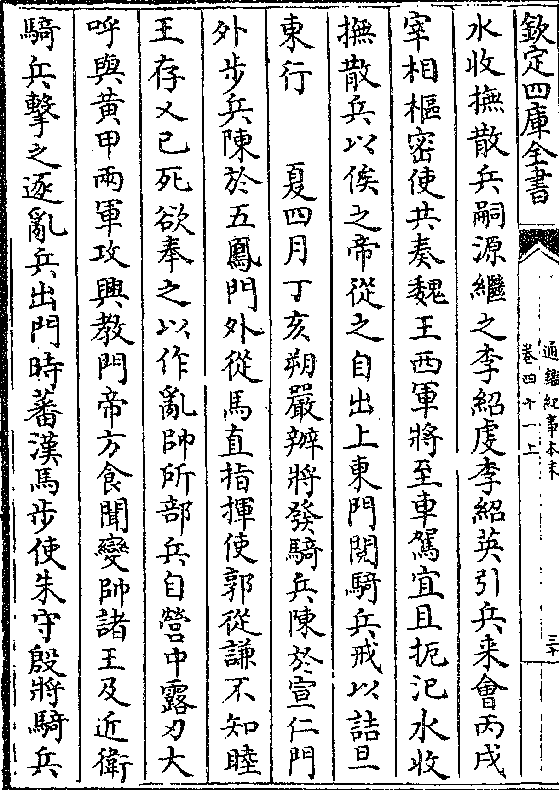 欽定四庫全書
通鑑紀事本末
卷四十一上
三十
水收撫散兵嗣源繼之李紹虔李紹英引兵来會丙戌
宰相樞密使共奏魏王西軍將至車駕宜且扼汜水收
撫散兵以俟之帝從之自出上東門閱騎兵戒以詰旦
東行　　夏四月丁亥朔嚴辦將發騎兵陳於宣仁門
外步兵陳於五鳳門外從馬直指揮使郭從謙不知睦
王存乂已死欲奉之以作亂帥所部兵自營中露刃大
呼與黃甲兩軍攻興教門帝方食聞變帥諸王及近衛
騎兵擊之逐亂兵出門時蕃漢馬步使朱守殷將騎兵